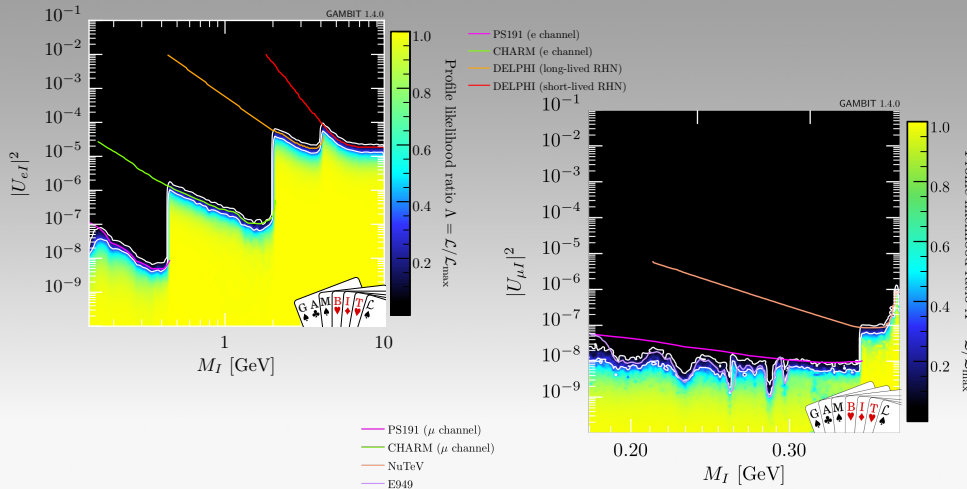 GAMBIT 1.4.0
10^-1
10^-2
10^-3
10^-4
10^-5
10^-6
10^-7
10^-8
10^-9
|U_{eI}|^2
1
10
M_I [GeV]
1.0
0.8
0.6
0.4
0.2
Profile likelihood ratio Λ = ℒ/ℒ_max
G A M B I T ℒ
PS191 (e channel)
CHARM (e channel)
DELPHI (long-lived RHN)
DELPHI (short-lived RHN)
GAMBIT 1.4.0
10^-1
10^-2
10^-3
10^-4
10^-5
10^-6
10^-7
10^-8
10^-9
|U_{μI}|^2
0.20
0.30
M_I [GeV]
1.0
0.8
0.6
0.4
0.2
G A M B I T ℒ
PS191 (μ channel)
CHARM (μ channel)
NuTeV
E949